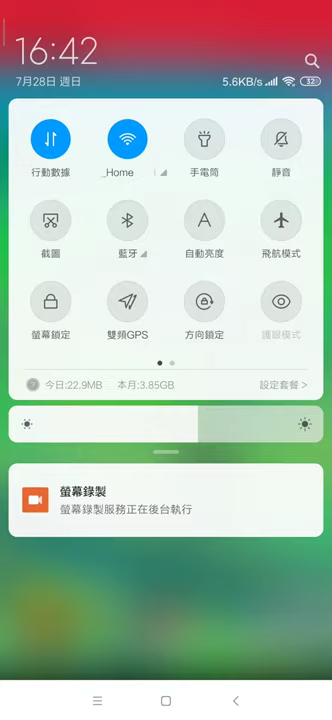 16:42
7月28日 週日
5.6KB/s
32
行動數據
_Home
手電筒
靜音
截圖
藍牙
自動亮度
飛航模式
螢幕鎖定
雙頻GPS
方向鎖定
護眼模式
今日:22.9MB 本月:3.85GB 設定套餐 >
螢幕錄製
螢幕錄製服務正在後台執行